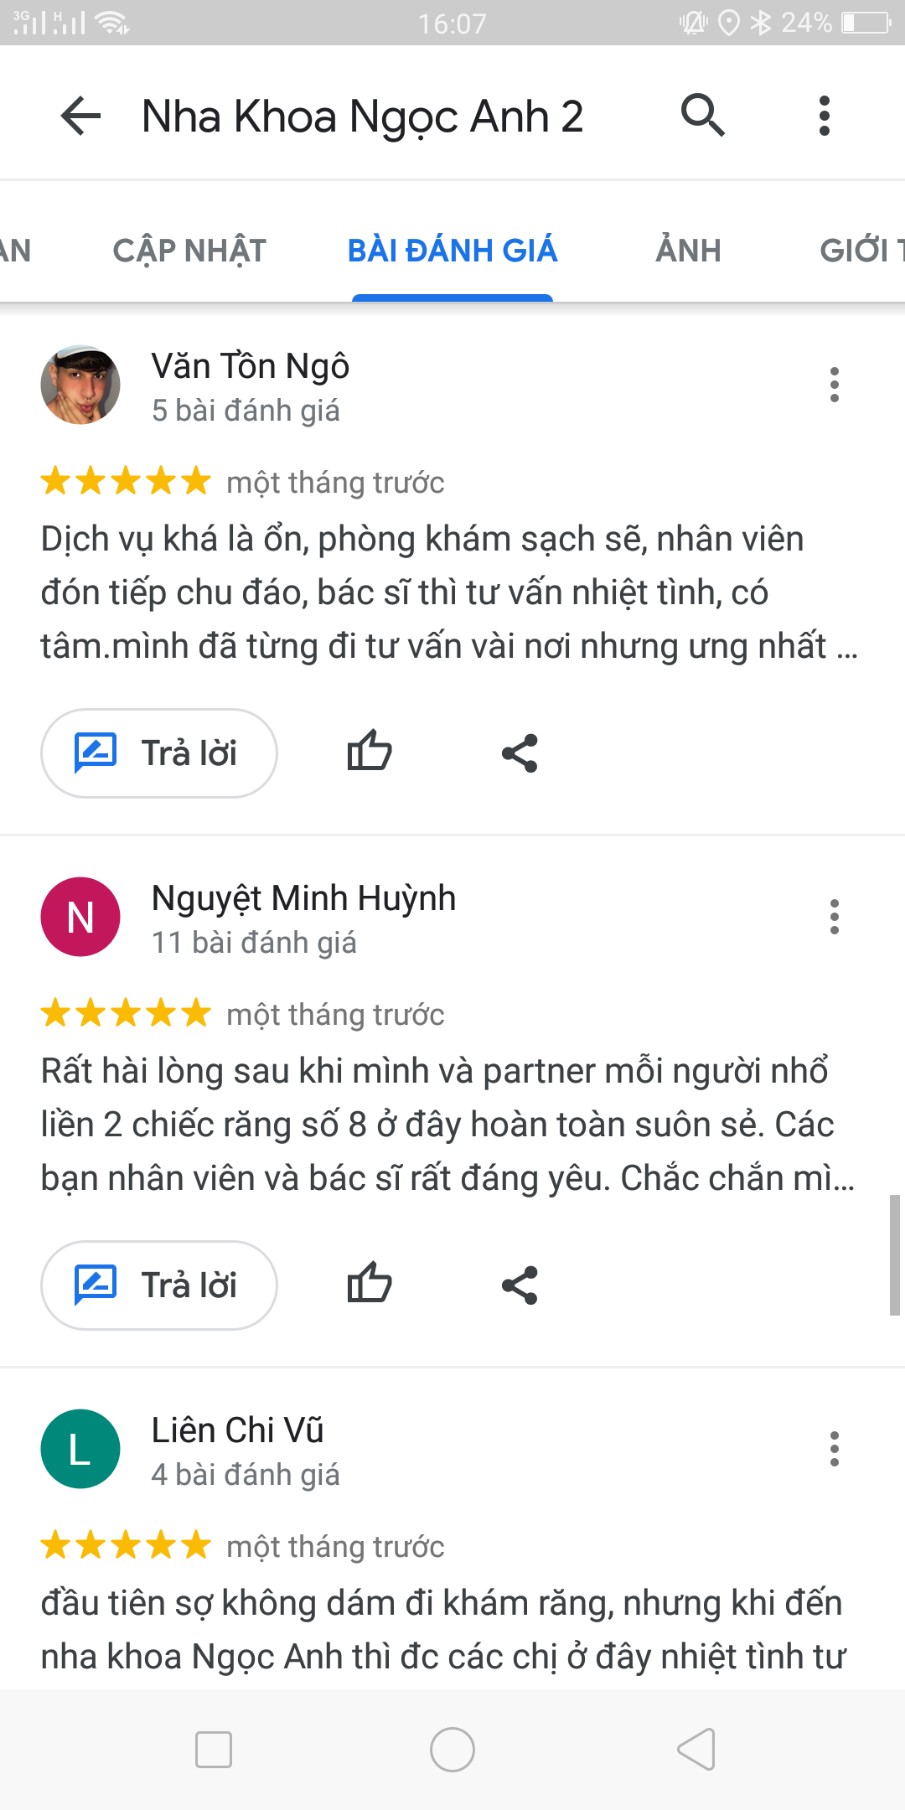 3G H 16:07 24%
Nha Khoa Ngọc Anh 2
AN CẬP NHẬT BÀI ĐÁNH GIÁ ẢNH GIỚI T
Văn Tồn Ngô
5 bài đánh giá
một tháng trước
Dịch vụ khá là ổn, phòng khám sạch sẽ, nhân viên
đón tiếp chu đáo, bác sĩ thì tư vấn nhiệt tình, có
tâm.mình đã từng đi tư vấn vài nơi nhưng ưng nhất ...
Trả lời
N
Nguyệt Minh Huỳnh
11 bài đánh giá
một tháng trước
Rất hài lòng sau khi mình và partner mỗi người nhổ
liền 2 chiếc răng số 8 ở đây hoàn toàn suôn sẻ. Các
bạn nhân viên và bác sĩ rất đáng yêu. Chắc chắn mì...
Trả lời
L
Liên Chi Vũ
4 bài đánh giá
một tháng trước
đầu tiên sợ không dám đi khám răng, nhưng khi đến
nha khoa Ngọc Anh thì đc các chị ở đây nhiệt tình tư